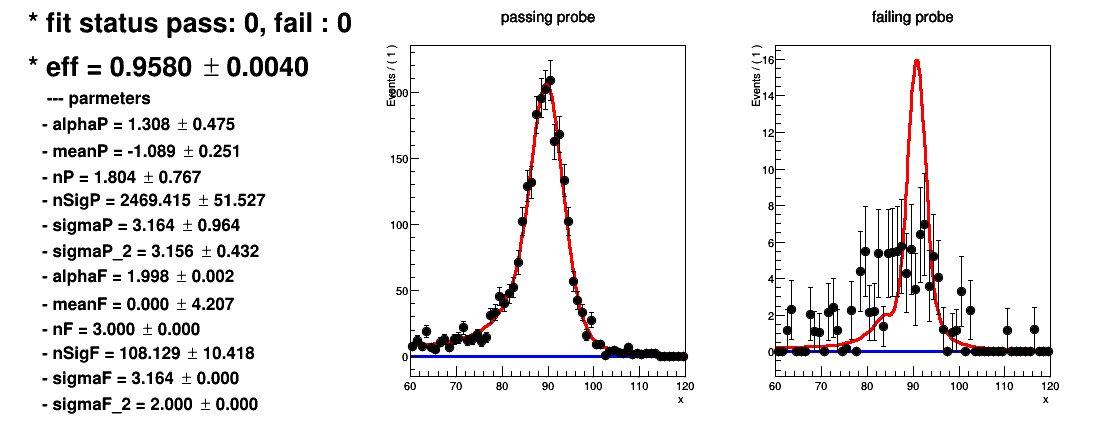 * fit status pass: 0, fail : 0
* eff = 0.9580 ± 0.0040
--- parmeters
- alphaP = 1.308 ± 0.475
- meanP = -1.089 ± 0.251
- nP = 1.804 ± 0.767
- nSigP = 2469.415 ± 51.527
- sigmaP = 3.164 ± 0.964
- sigmaP_2 = 3.156 ± 0.432
- alphaF = 1.998 ± 0.002
- meanF = 0.000 ± 4.207
- nF = 3.000 ± 0.000
- nSigF = 108.129 ± 10.418
- sigmaF = 3.164 ± 0.000
- sigmaF_2 = 2.000 ± 0.000
passing probe
Events / ( 1 )
200
150
100
50
0
60 70 80 90 100 110 120
x
failing probe
Events / ( 1 )
16
14
12
10
8
6
4
2
0
60 70 80 90 100 110 120
x